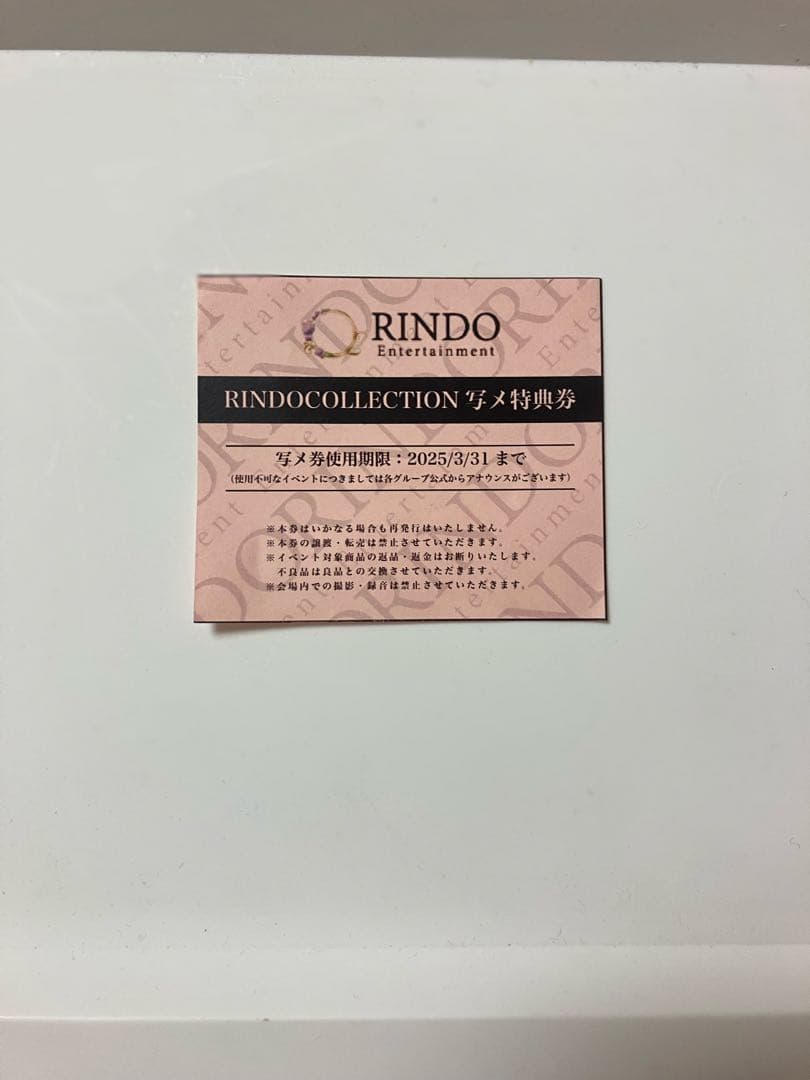 RINDO
Entertainment
RINDOCOLLECTION 写メ特典券
写メ券使用期限：2025/3/31 まで
(使用不可なイベントにつきましては各グループ公式からアナウンスがございます)
※本券はいかなる場合も再発行はいたしません。
※本券の譲渡・転売は禁止させていただきます。
※イベント対象商品の返品・返金はお断りいたします。
不良品は良品との交換させていただきます。
※会場内での撮影・録音は禁止させていただきます。